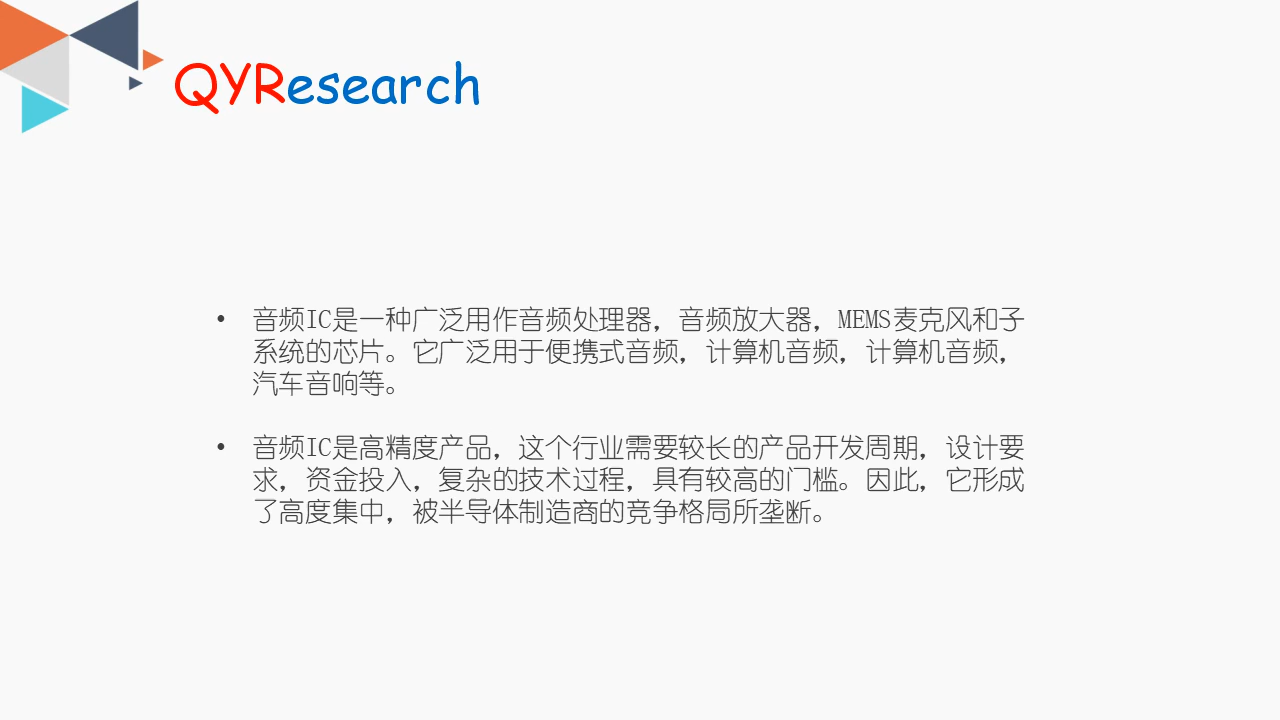 QYResearch
• 音频IC是一种广泛用作音频处理器，音频放大器，MEMS麦克风和子
系统的芯片。它广泛用于便携式音频，计算机音频，计算机音频，
汽车音响等。
• 音频IC是高精度产品，这个行业需要较长的产品开发周期，设计要
求，资金投入，复杂的技术过程，具有较高的门槛。因此，它形成
了高度集中，被半导体制造商的竞争格局所垄断。